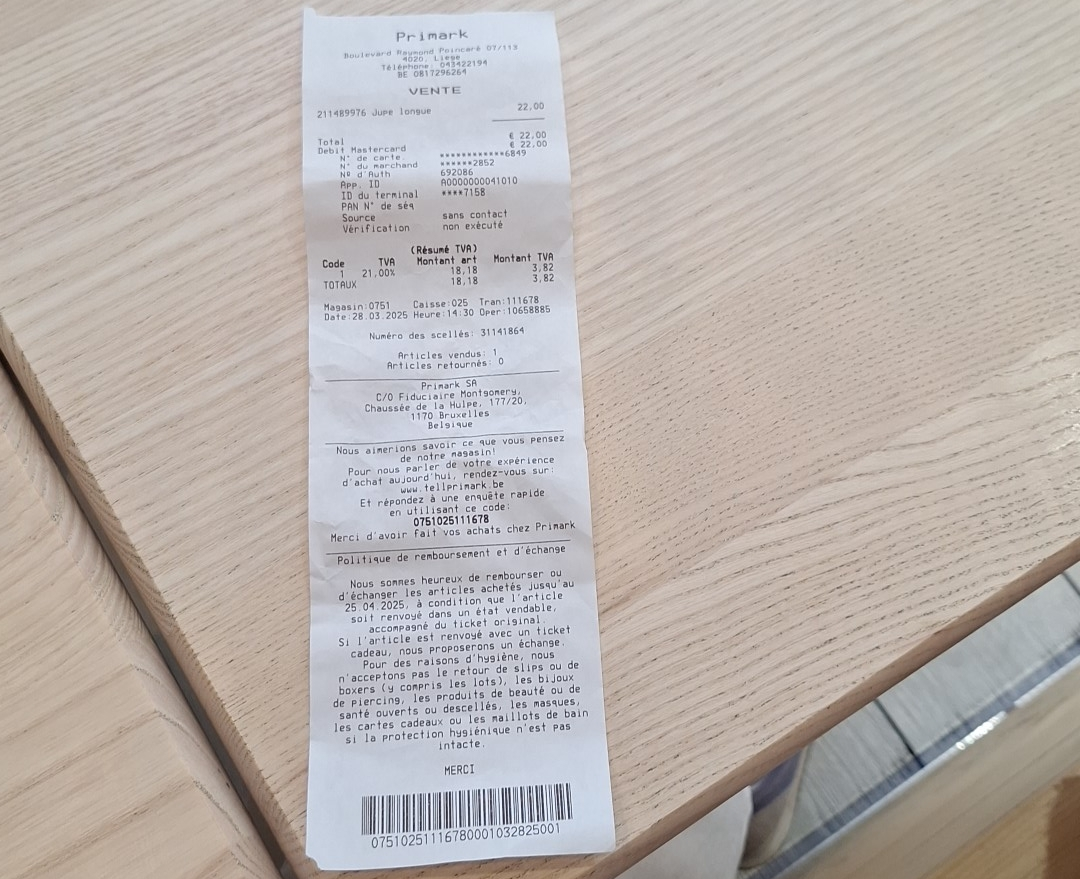 Primark
Boulevard Raymond Poincaré 07/113
4020, Liese
Téléphone: 043422194
BE 0817296264
VENTE
211489976 Jupe longue 22,00
Total € 22,00
Debit Mastercard € 22,00
N° de carte. ************6849
N° du marchand ******2852
Nº d'Auth 692086
App. ID A0000000041010
ID du terminal ****7158
PAN N° de séq
Source sans contact
Vérification non exécuté
(Résumé TVA)
Code TVA Montant art Montant TVA
1 21,00% 18,18 3,82
TOTAUX 18,18 3,82
Magasin:0751 Caisse:025 Tran:111678
Date:28.03.2025 Heure:14:30 Oper:10658885
Numéro des scellés: 31141864
Articles vendus: 1
Articles retournés: 0
Primark SA
C/O Fiduciaire Montgomery,
Chaussée de la Hulpe, 177/20,
1170 Bruxelles
Belgique
Nous aimerions savoir ce que vous pensez
de notre magasin!
Pour nous parler de votre expérience
d'achat aujourd'hui, rendez-vous sur:
www.tellprimark.be
Et répondez à une enquête rapide
en utilisant ce code:
0751025111678
Merci d'avoir fait vos achats chez Primark
Politique de remboursement et d'échange
Nous sommes heureux de rembourser ou
d'échanger les articles achetés jusqu'au
25.04.2025, à condition que l'article
soit renvoyé dans un état vendable,
accompagné du ticket original.
Si l'article est renvoyé avec un ticket
cadeau, nous proposerons un échange.
Pour des raisons d'hygiène, nous
n'acceptons pas le retour de slips ou de
boxers (y compris les lots), les bijoux
de piercing, les produits de beauté ou de
santé ouverts ou descellés, les masques,
les cartes cadeaux ou les maillots de bain
si la protection hygiénique n'est pas
intacte.
MERCI
07510251116780001032825001